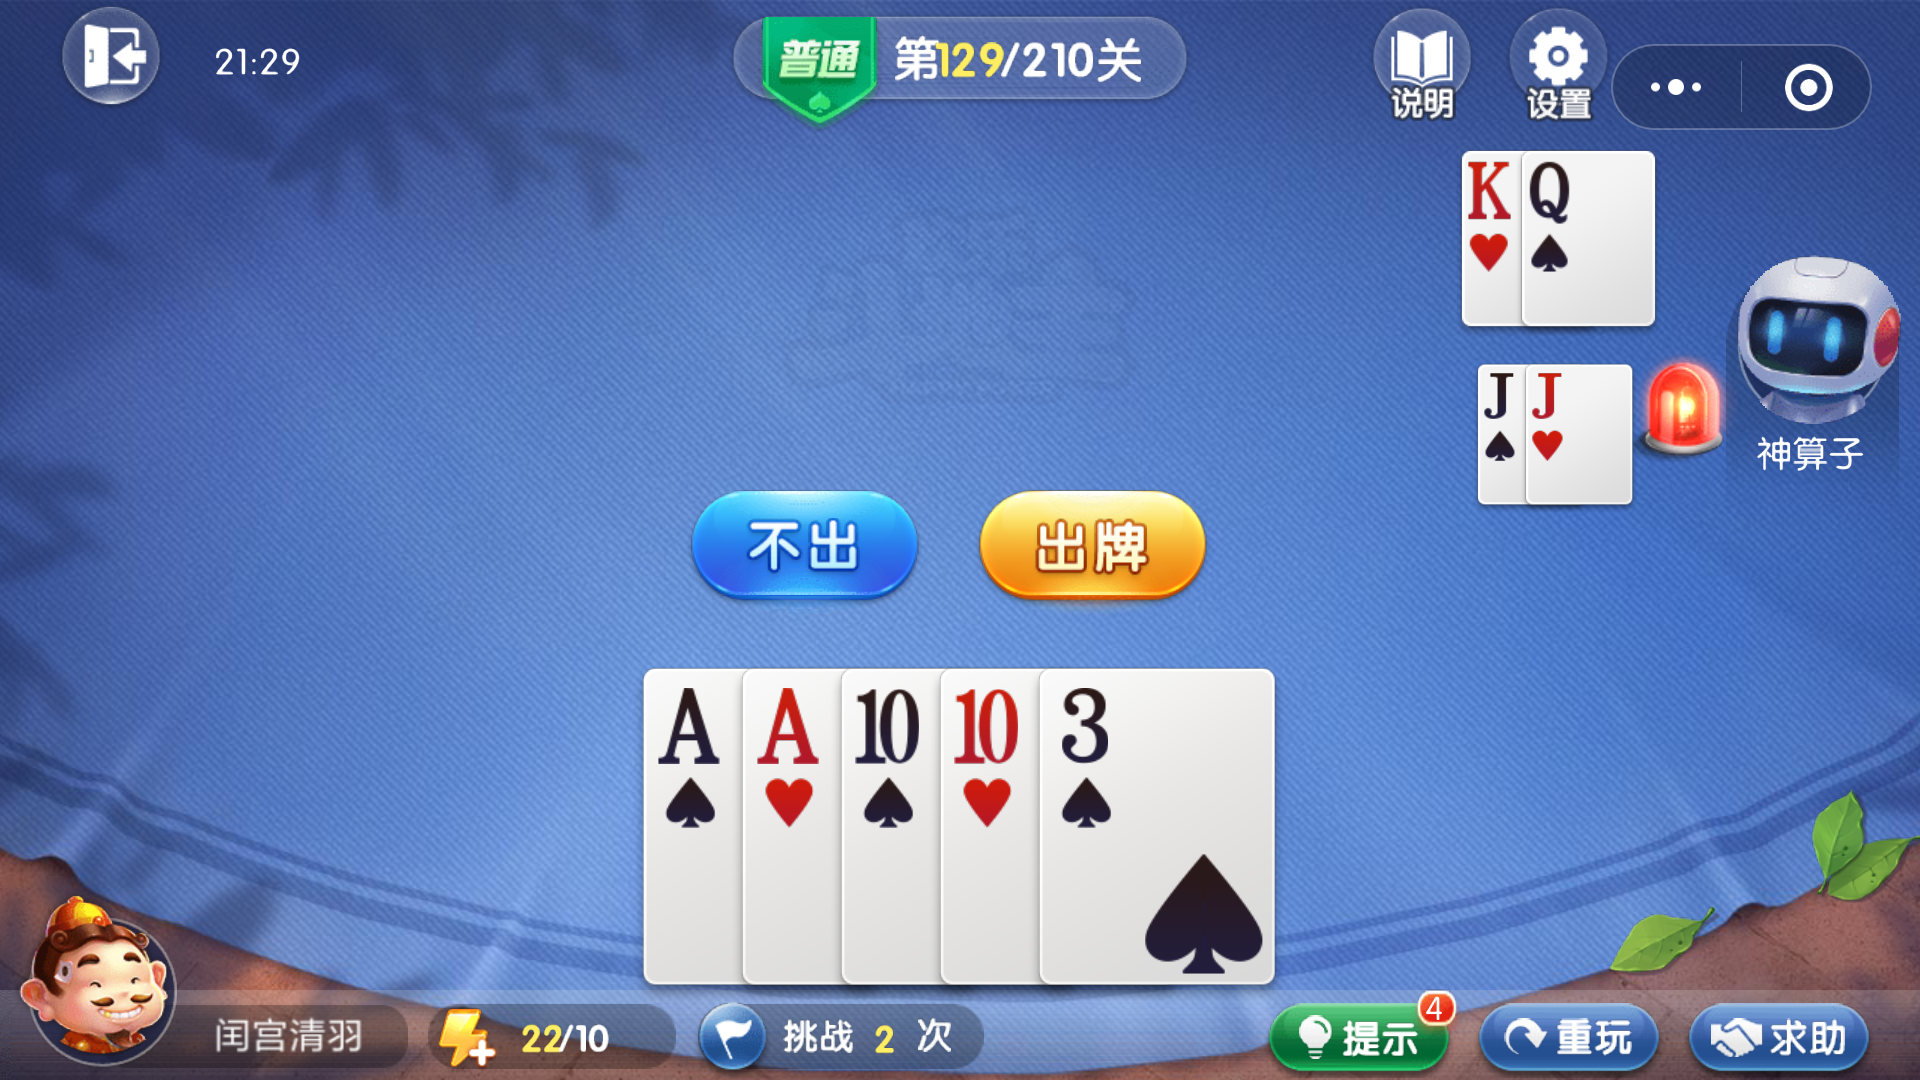 21:29
普通
第129/210关
说明
设置
K Q
J J
神算子
不出
出牌
A A 10 10 3
闰宫清羽
22/10
挑战 2 次
提示
4
重玩
求助